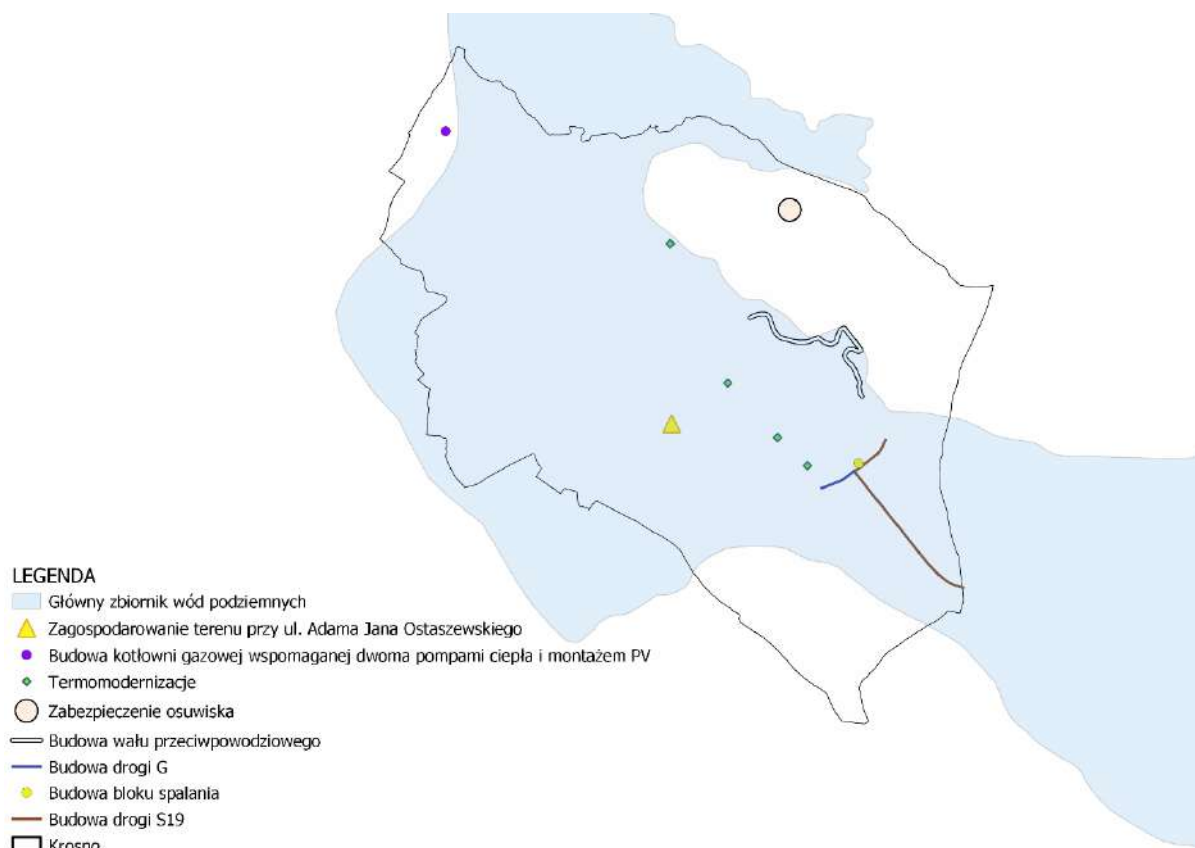 LEGENDA
Główny zbiornik wód podziemnych
Zagospodarowanie terenu przy ul. Adama Jana Ostaszewskiego
Budowa kotłowni gazowej wspomaganej dwoma pompami ciepła i montażem PV
Termomodernizacje
Zabezpieczenie osuwiska
Budowa wału przeciwpowodziowego
Budowa drogi G
Budowa bloku spalania
Budowa drogi S19
Krosno